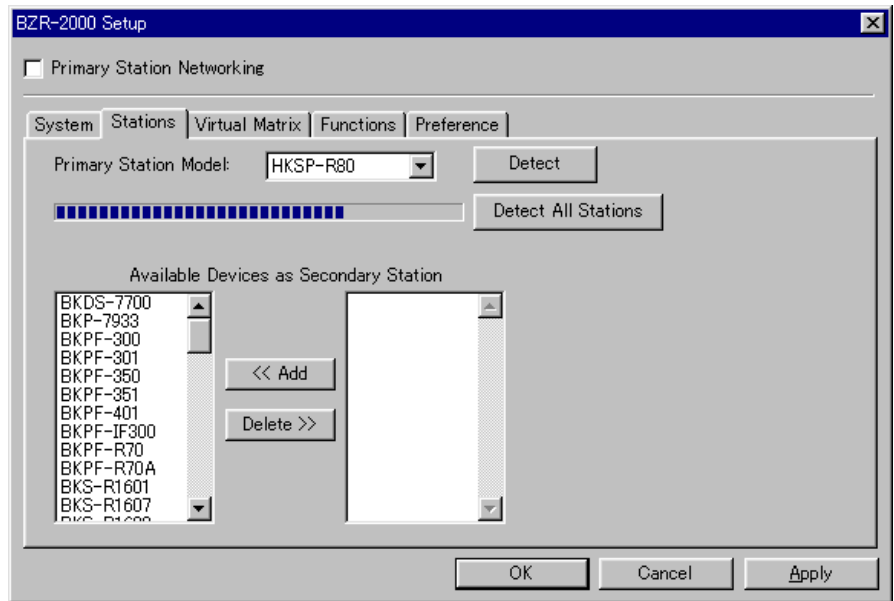 BZR-2000 Setup
Primary Station Networking
System Stations Virtual Matrix Functions Preference
Primary Station Model: HKSP-R80 Detect
Detect All Stations
Available Devices as Secondary Station
BKDS-7700
BKP-7933
BKPF-300
BKPF-301
BKPF-350
BKPF-351
BKPF-401
BKPF-IF300
BKPF-R70
BKPF-R70A
BKS-R1601
BKS-R1607
<< Add
Delete >>
OK Cancel Apply